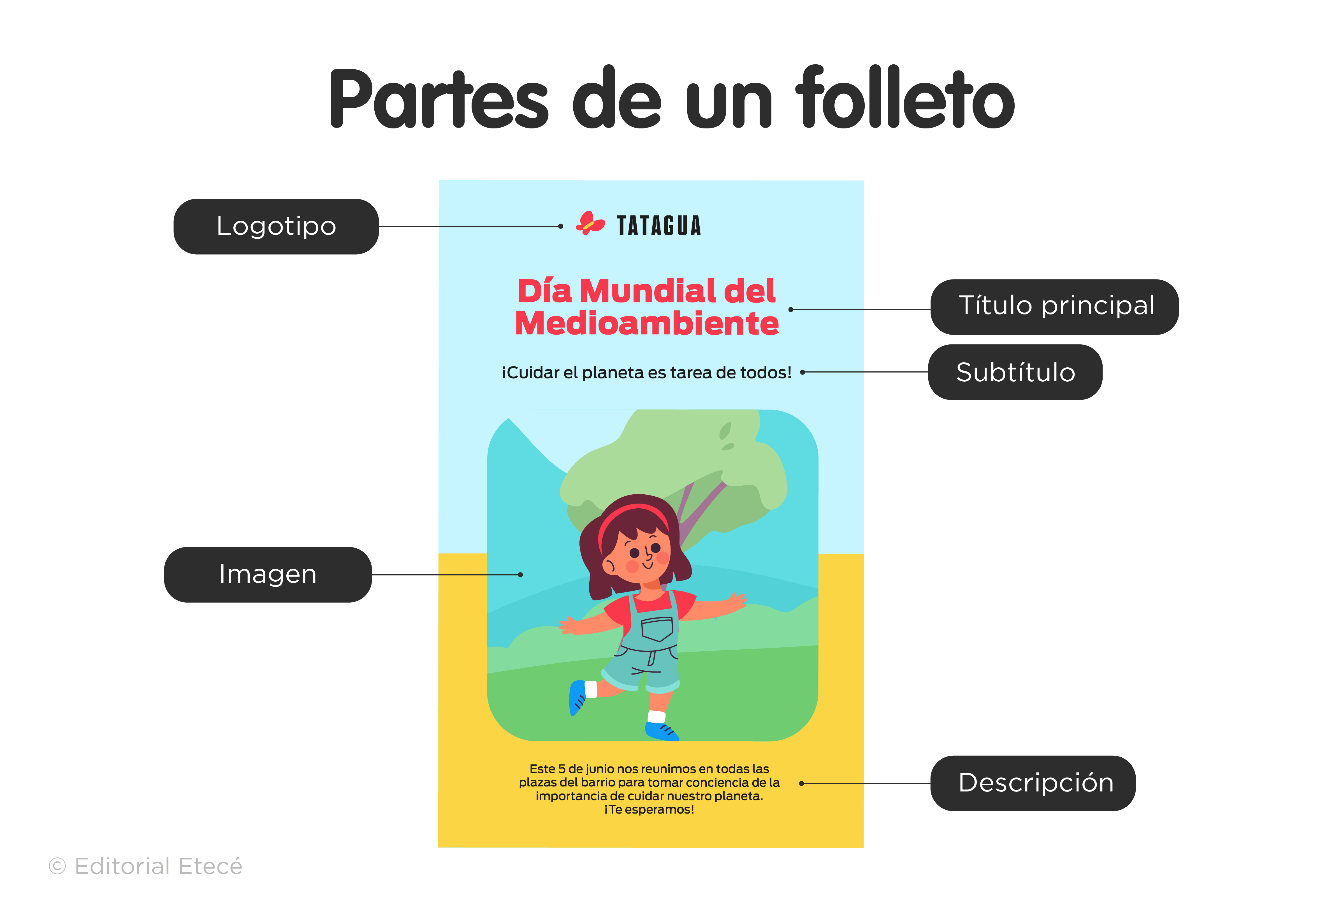 Partes de un folleto
Logotipo
TATAGUA
Día Mundial del
Medioambiente
Título principal
¡Cuidar el planeta es tarea de todos!
Subtítulo
Imagen
Este 5 de junio nos reunimos en todas las
plazas del barrio para tomar conciencia de la
importancia de cuidar nuestro planeta.
¡Te esperamos!
Descripción
© Editorial Etecé